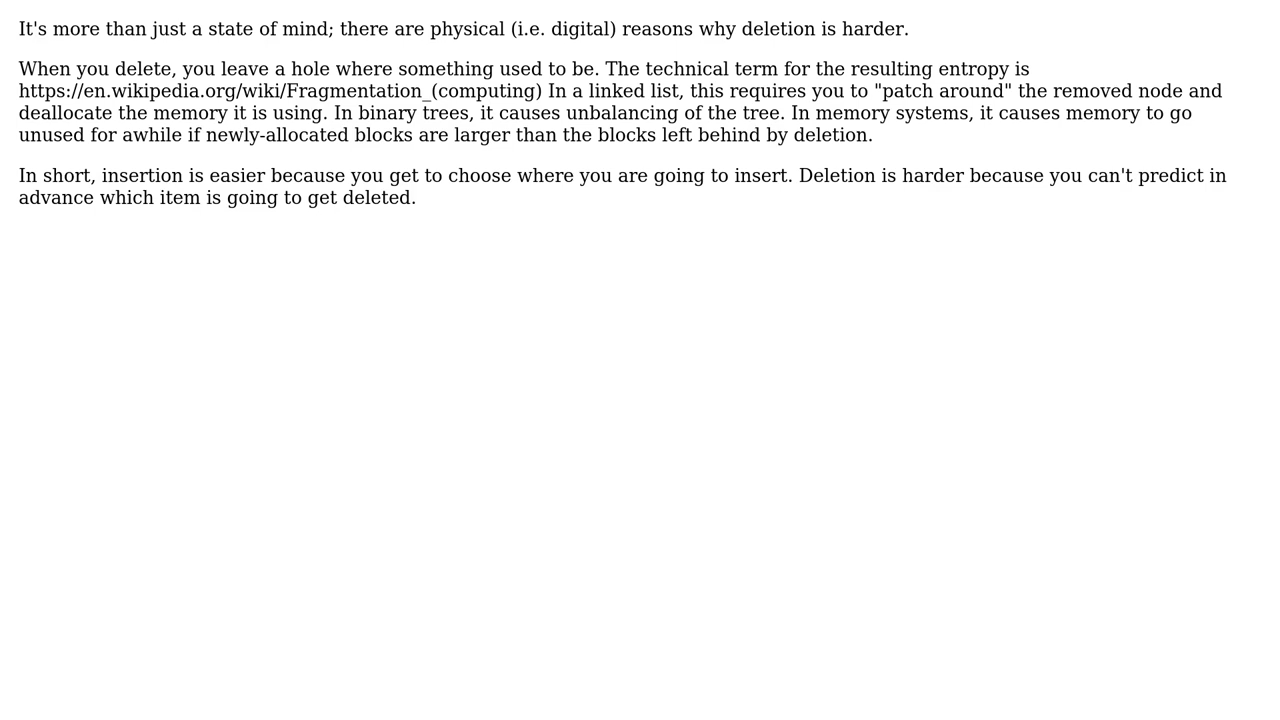 It's more than just a state of mind; there are physical (i.e. digital) reasons why deletion is harder.
When you delete, you leave a hole where something used to be. The technical term for the resulting entropy is
https://en.wikipedia.org/wiki/Fragmentation_(computing) In a linked list, this requires you to "patch around" the removed node and
deallocate the memory it is using. In binary trees, it causes unbalancing of the tree. In memory systems, it causes memory to go
unused for awhile if newly-allocated blocks are larger than the blocks left behind by deletion.
In short, insertion is easier because you get to choose where you are going to insert. Deletion is harder because you can't predict in
advance which item is going to get deleted.